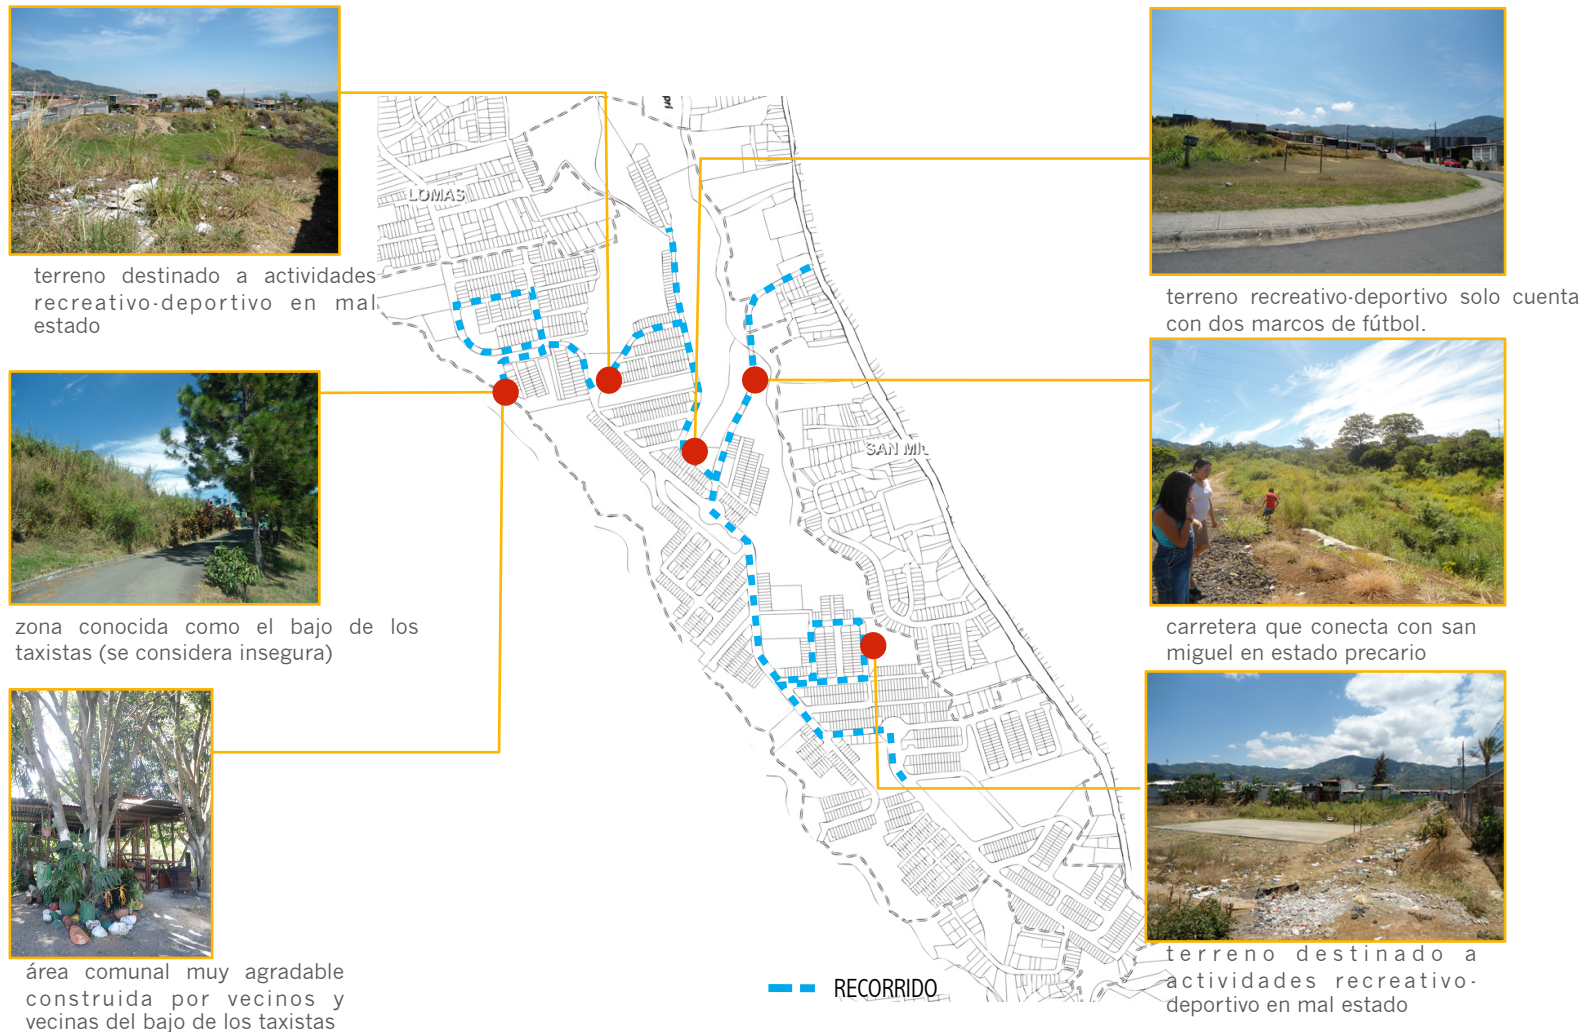 terreno destinado a actividades
recreativo-deportivo en mal
estado
zona conocida como el bajo de los
taxistas (se considera insegura)
área comunal muy agradable
construida por vecinos y
vecinas del bajo de los taxistas
LOMAS
pri
SAN MI
RECORRIDO
terreno recreativo-deportivo solo cuenta
con dos marcos de fútbol.
carretera que conecta con san
miguel en estado precario
terreno destinado a
actividades recreativo-
deportivo en mal estado